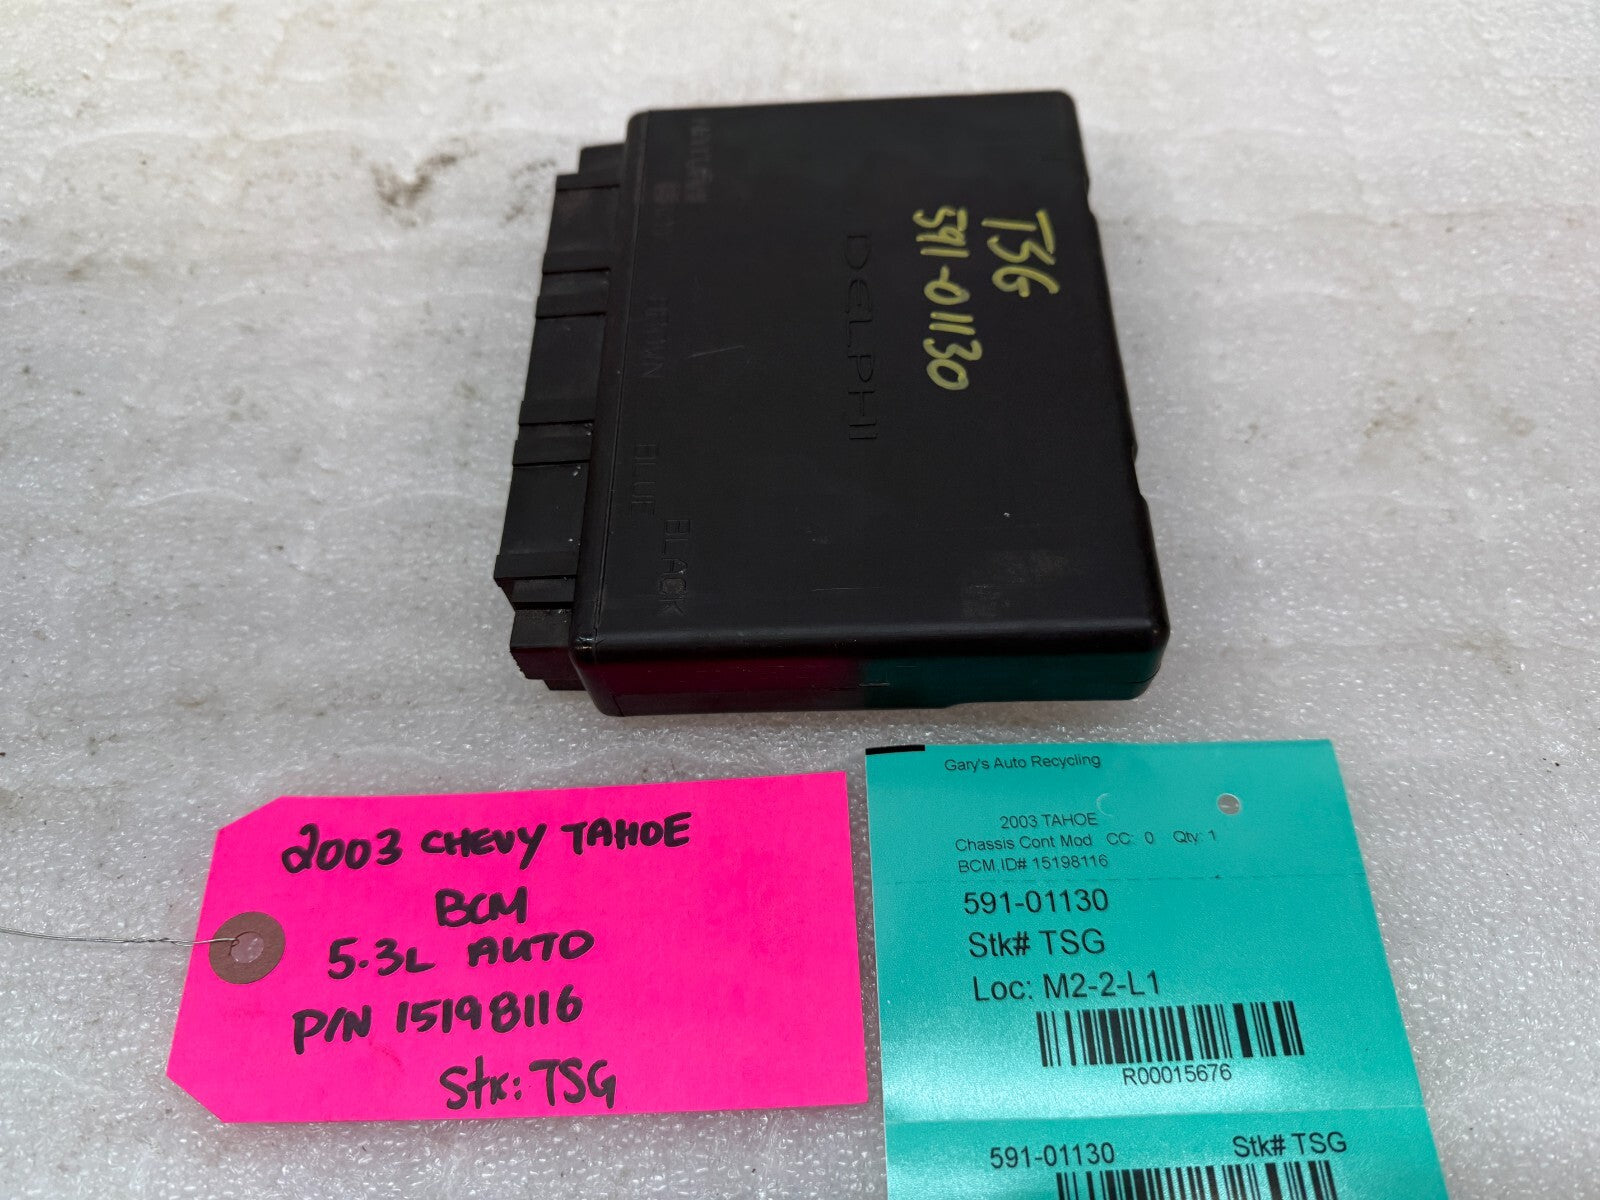 TSG
591-01130
DELPHI
BROWN
BLUE
BLACK
2003 CHEVY TAHOE
BCM
5.3L AUTO
P/N 15198116
Stk: TSG
Gary's Auto Recycling
2003 TAHOE
Chassis Cont Mod CC: 0 Qty: 1
BCM,ID# 15198116
591-01130
Stk# TSG
Loc: M2-2-L1
R00015676
591-01130 Stk# TSG